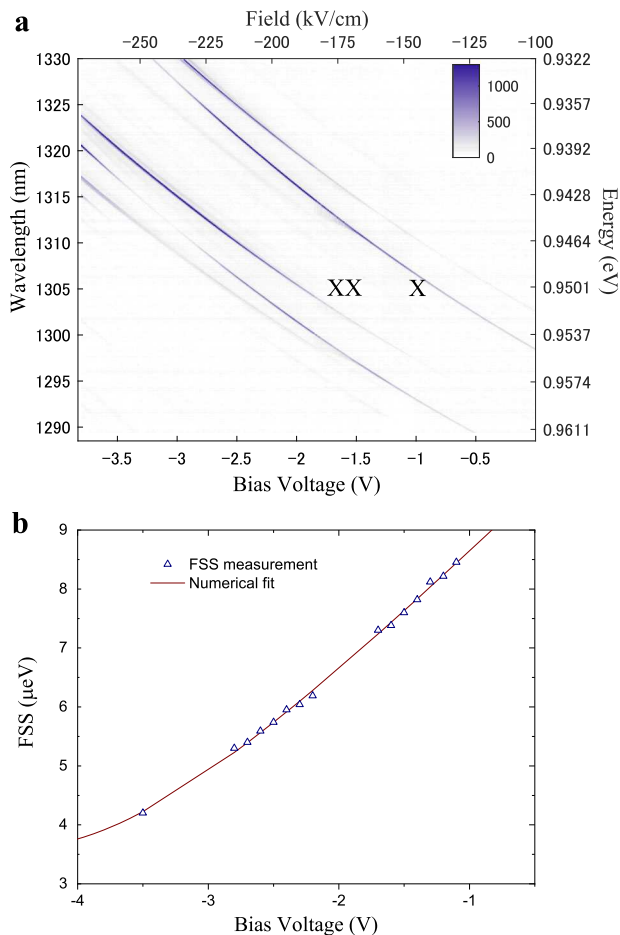 a
Field (kV/cm)
−250 −225 −200 −175 −150 −125 −100
1330 0.9322
1000
1325 0.9357
500
1320 0.9392
0
1315 0.9428
1310 0.9464
1305 XX X 0.9501
1300 0.9537
1295 0.9574
1290 0.9611
Wavelength (nm)
Energy (eV)
−3.5 −3 −2.5 −2 −1.5 −1 −0.5
Bias Voltage (V)
b
9
FSS measurement
Numerical fit
8
7
6
5
4
3
FSS (μeV)
-4 -3 -2 -1
Bias Voltage (V)